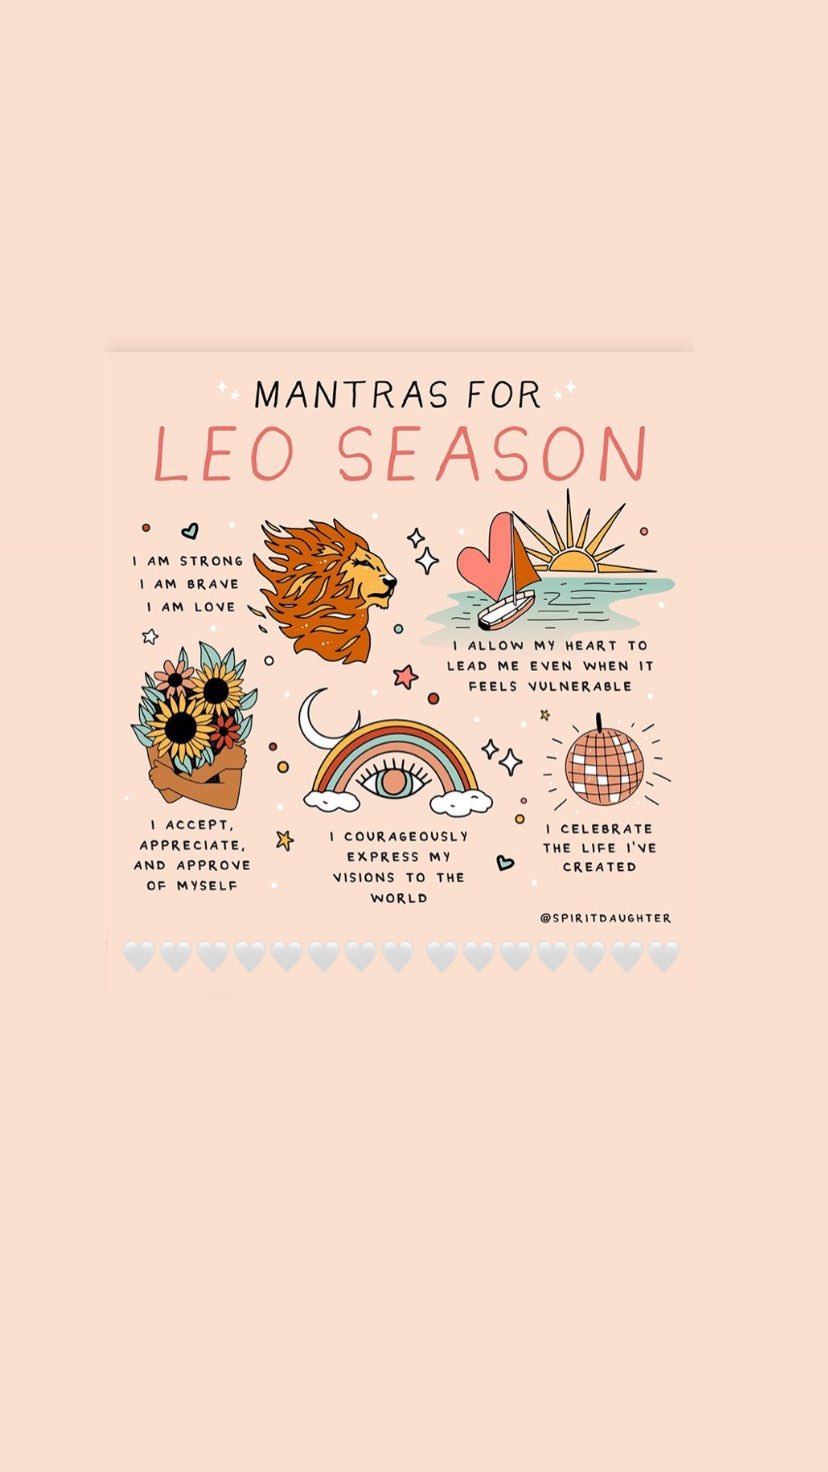 MANTRAS FOR
LEO SEASON
I AM STRONG
I AM BRAVE
I AM LOVE
I ALLOW MY HEART TO
LEAD ME EVEN WHEN IT
FEELS VULNERABLE
I ACCEPT,
APPRECIATE,
AND APPROVE
OF MYSELF
I COURAGEOUSLY
EXPRESS MY
VISIONS TO THE
WORLD
I CELEBRATE
THE LIFE I'VE
CREATED
@SPIRITDAUGHTER